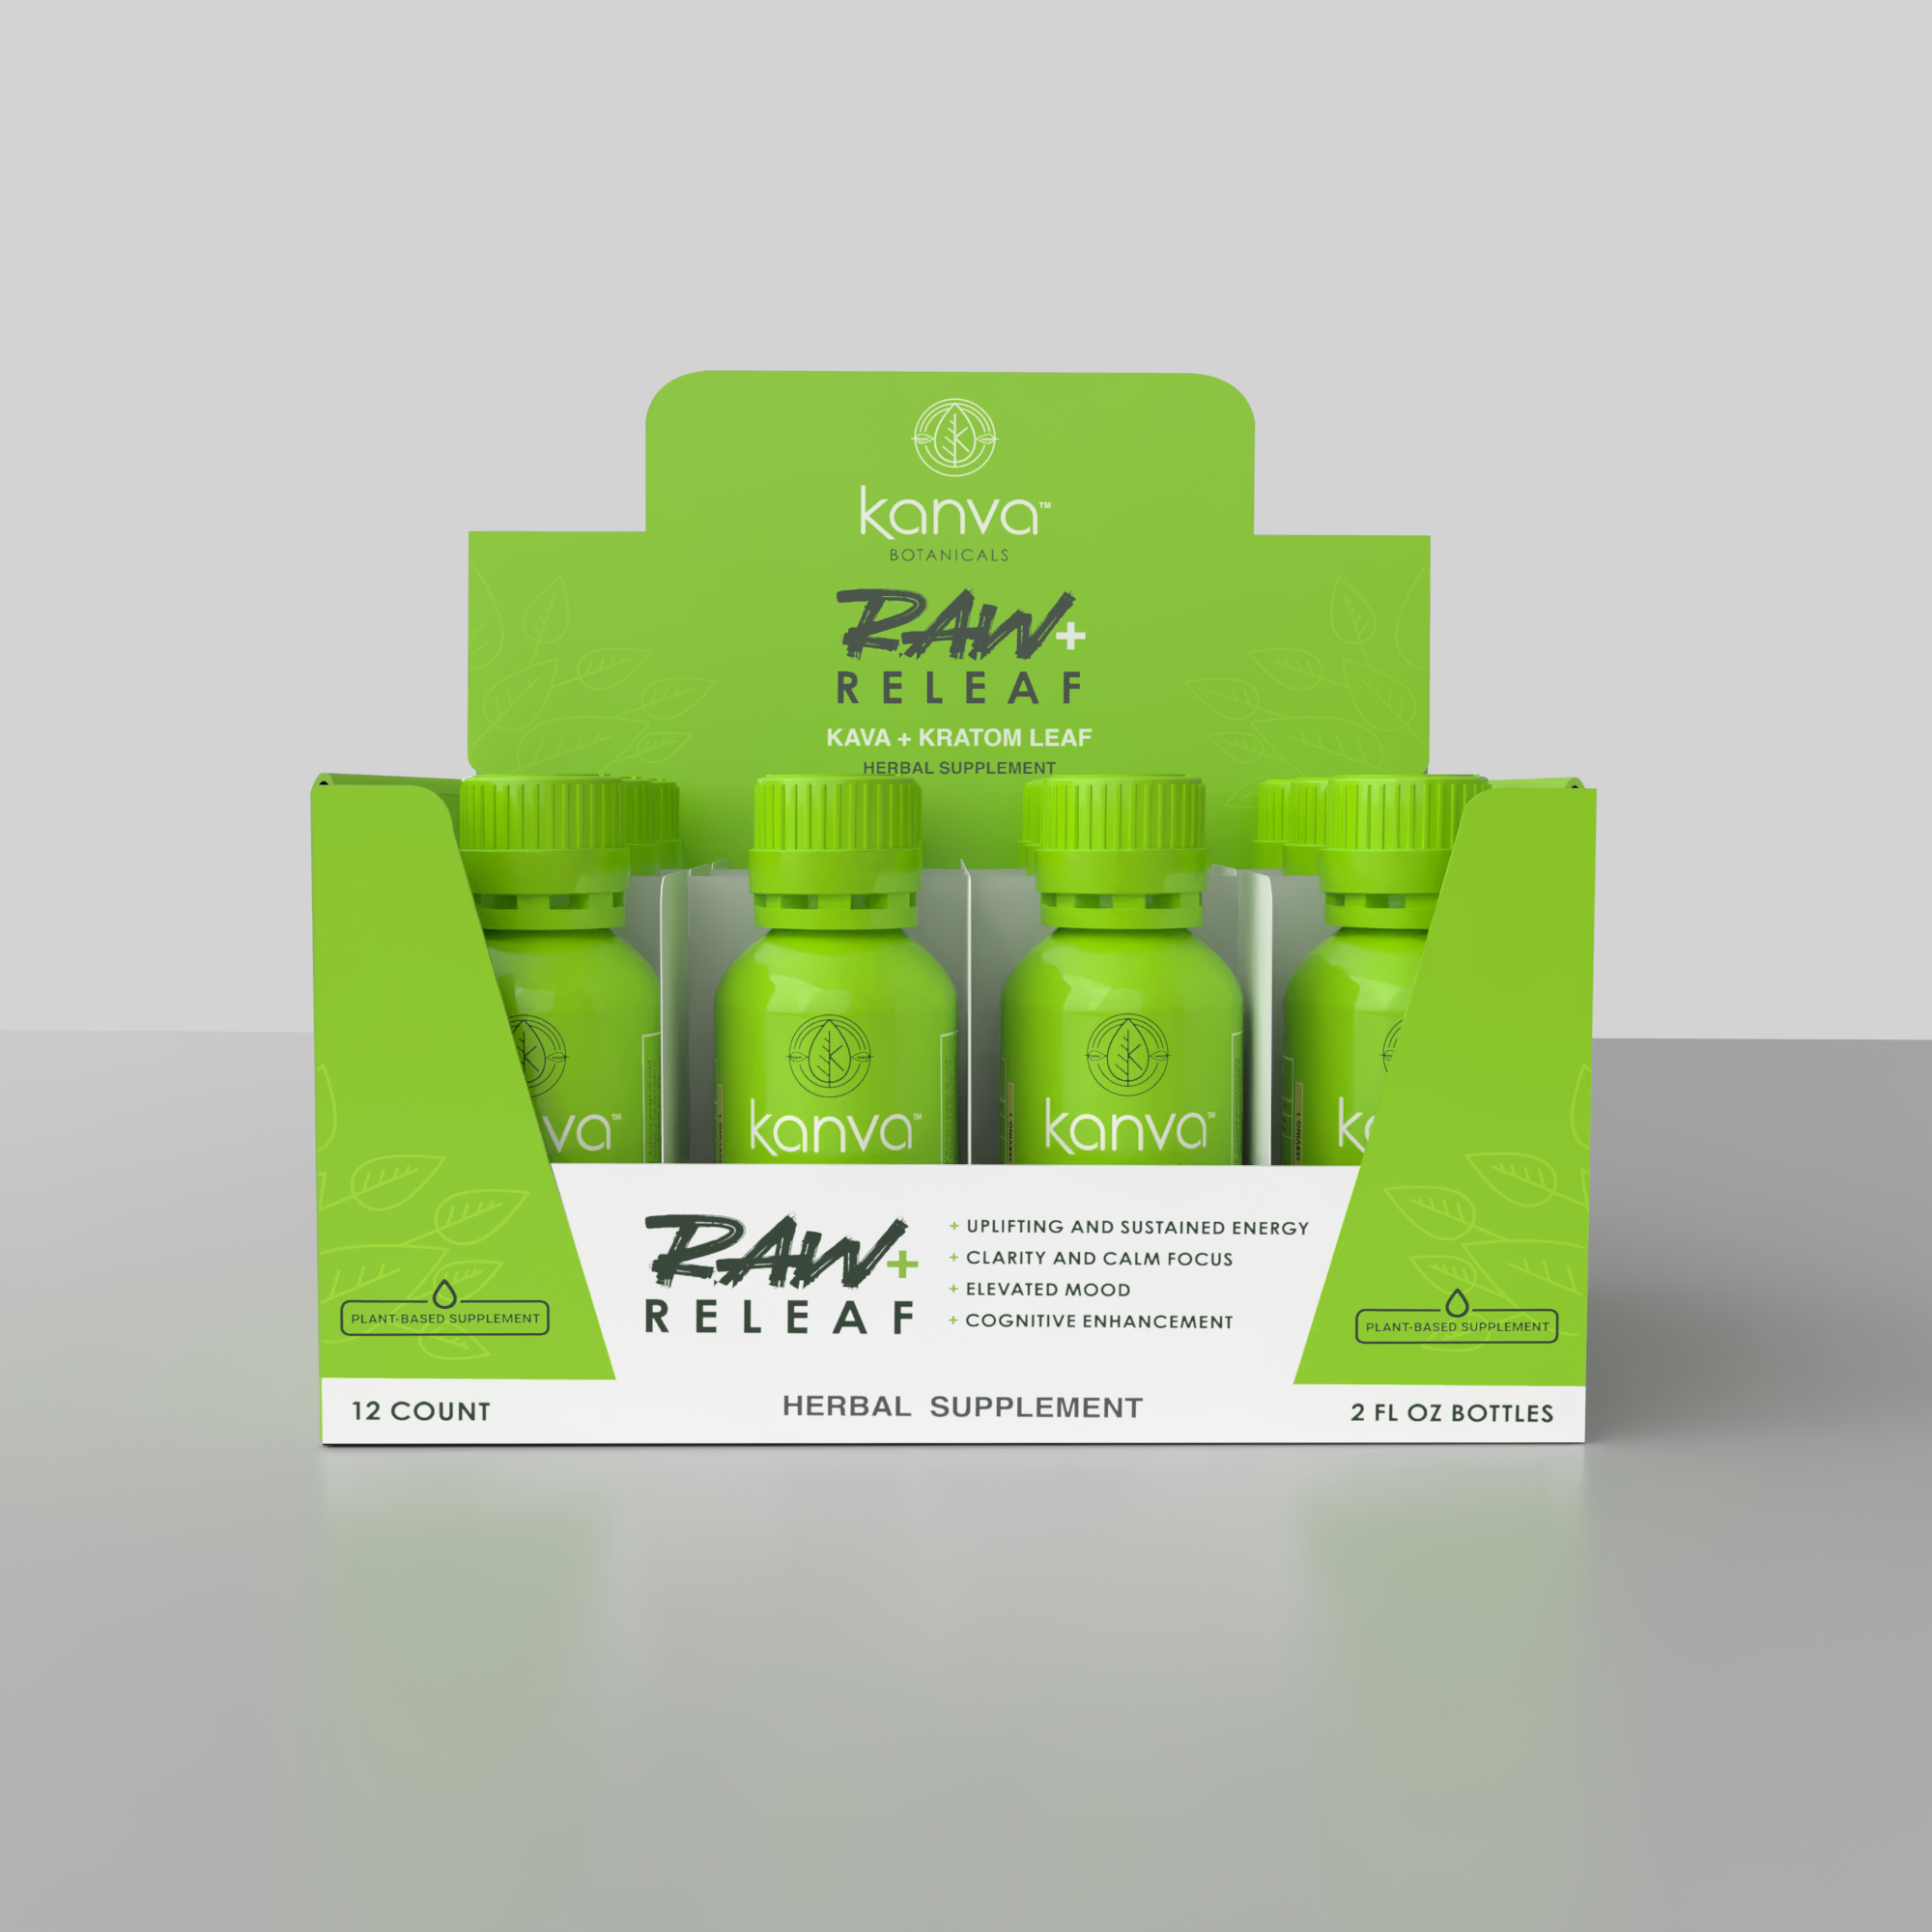 kanva™
BOTANICALS
RAW+
RELEAF
KAVA + KRATOM LEAF
HERBAL SUPPLEMENT
va™
kanva™
kanva™
k
RAW+
RELEAF
+ UPLIFTING AND SUSTAINED ENERGY
+ CLARITY AND CALM FOCUS
+ ELEVATED MOOD
+ COGNITIVE ENHANCEMENT
PLANT-BASED SUPPLEMENT
PLANT-BASED SUPPLEMENT
12 COUNT
HERBAL SUPPLEMENT
2 FL OZ BOTTLES